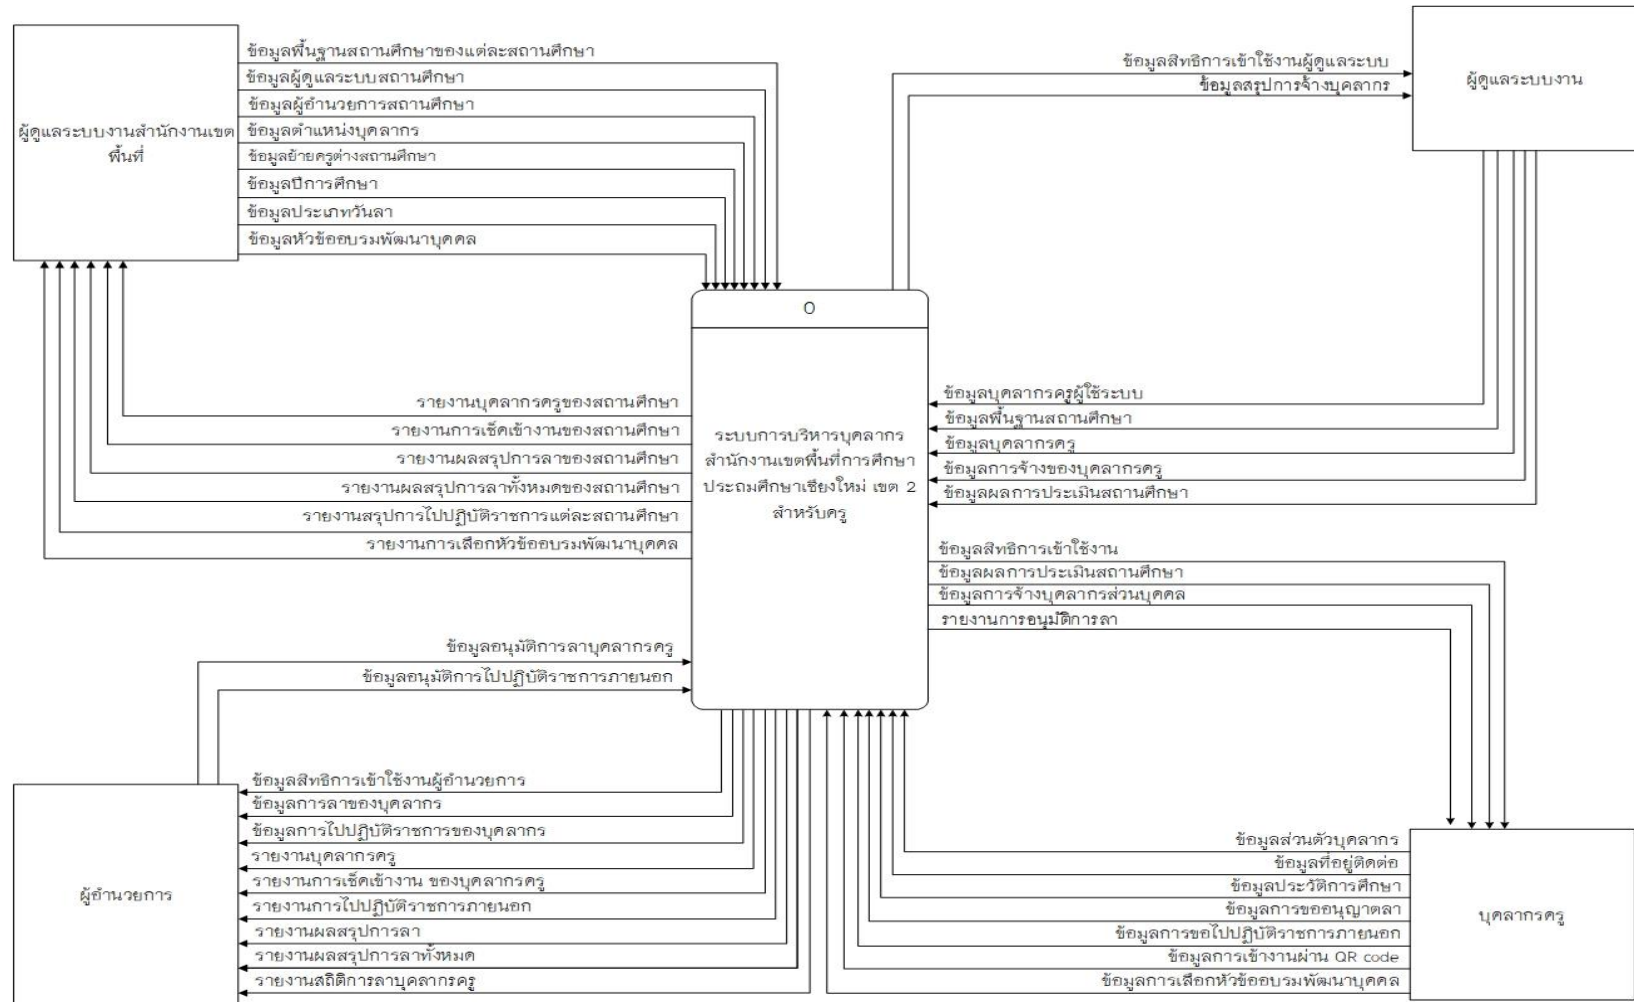 ผู้ดูแลระบบงานสำนักงานเขต
พื้นที่
ข้อมูลพื้นฐานสถานศึกษาของแต่ละสถานศึกษา
ข้อมูลผู้ดูแลระบบสถานศึกษา
ข้อมูลผู้อำนวยการสถานศึกษา
ข้อมูลตำแหน่งบุคลากร
ข้อมูลย้ายครูต่างสถานศึกษา
ข้อมูลปีการศึกษา
ข้อมูลประเภทวันลา
ข้อมูลหัวข้ออบรมพัฒนาบุคคล
ข้อมูลสิทธิการเข้าใช้งานผู้ดูแลระบบ
ข้อมูลสรุปการจ้างบุคลากร
ผู้ดูแลระบบงาน
0
ระบบการบริหารบุคลากร
สำนักงานเขตพื้นที่การศึกษา
ประถมศึกษาเชียงใหม่ เขต 2
สำหรับครู
รายงานบุคลากรครูของสถานศึกษา
รายงานการเช็คเข้างานของสถานศึกษา
รายงานผลสรุปการลาของสถานศึกษา
รายงานผลสรุปการลาทั้งหมดของสถานศึกษา
รายงานสรุปการไปปฏิบัติราชการแต่ละสถานศึกษา
รายงานการเลือกหัวข้ออบรมพัฒนาบุคคล
ข้อมูลบุคลากรครูผู้ใช้ระบบ
ข้อมูลพื้นฐานสถานศึกษา
ข้อมูลบุคลากรครู
ข้อมูลการจ้างของบุคลากรครู
ข้อมูลผลการประเมินสถานศึกษา
ข้อมูลสิทธิการเข้าใช้งาน
ข้อมูลผลการประเมินสถานศึกษา
ข้อมูลการจ้างบุคลากรส่วนบุคคล
รายงานการอนุมัติการลา
ข้อมูลอนุมัติการลาบุคลากรครู
ข้อมูลอนุมัติการไปปฏิบัติราชการภายนอก
ผู้อำนวยการ
ข้อมูลสิทธิการเข้าใช้งานผู้อำนวยการ
ข้อมูลการลาของบุคลากร
ข้อมูลการไปปฏิบัติราชการของบุคลากร
รายงานบุคลากรครู
รายงานการเช็คเข้างาน ของบุคลากรครู
รายงานการไปปฏิบัติราชการภายนอก
รายงานผลสรุปการลา
รายงานผลสรุปการลาทั้งหมด
รายงานสถิติการลาบุคลากรครู
ข้อมูลส่วนตัวบุคลากร
ข้อมูลที่อยู่ติดต่อ
ข้อมูลประวัติการศึกษา
ข้อมูลการขออนุญาตลา
ข้อมูลการขอไปปฏิบัติราชการภายนอก
ข้อมูลการเข้างานผ่าน QR code
ข้อมูลการเลือกหัวข้ออบรมพัฒนาบุคคล
บุคลากรครู